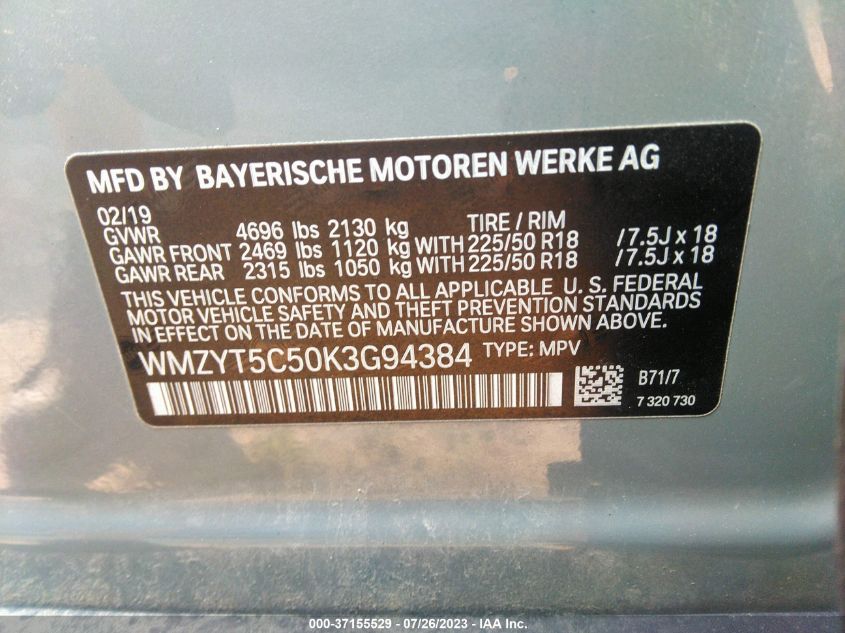 MFD BY BAYERISCHE MOTOREN WERKE AG
02/19 TIRE / RIM
GVWR 4696 lbs 2130 kg
GAWR FRONT 2469 lbs 1120 kg WITH 225/50 R18 / 7.5J x 18
GAWR REAR 2315 lbs 1050 kg WITH 225/50 R18 / 7.5J x 18
THIS VEHICLE CONFORMS TO ALL APPLICABLE U. S. FEDERAL
MOTOR VEHICLE SAFETY AND THEFT PREVENTION STANDARDS
IN EFFECT ON THE DATE OF MANUFACTURE SHOWN ABOVE.
WMZYT5C50K3G94384 TYPE: MPV
B71/7
7 320 730
000-37155529 - 07/26/2023 - © IAA Inc.